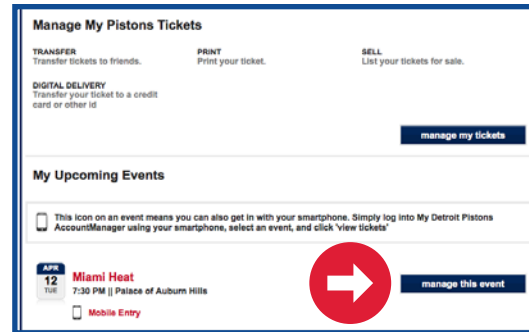 Manage My Pistons Tickets
TRANSFER
Transfer tickets to friends.
PRINT
Print your ticket.
SELL
List your tickets for sale.
DIGITAL DELIVERY
Transfer your ticket to a credit
card or other id
manage my tickets
My Upcoming Events
This icon on an event means you can also get in with your smartphone. Simply log into My Detroit Pistons
AccountManager using your smartphone, select an event, and click 'view tickets'
APR
12
TUE
Miami Heat
7:30 PM || Palace of Auburn Hills
Mobile Entry
manage this event